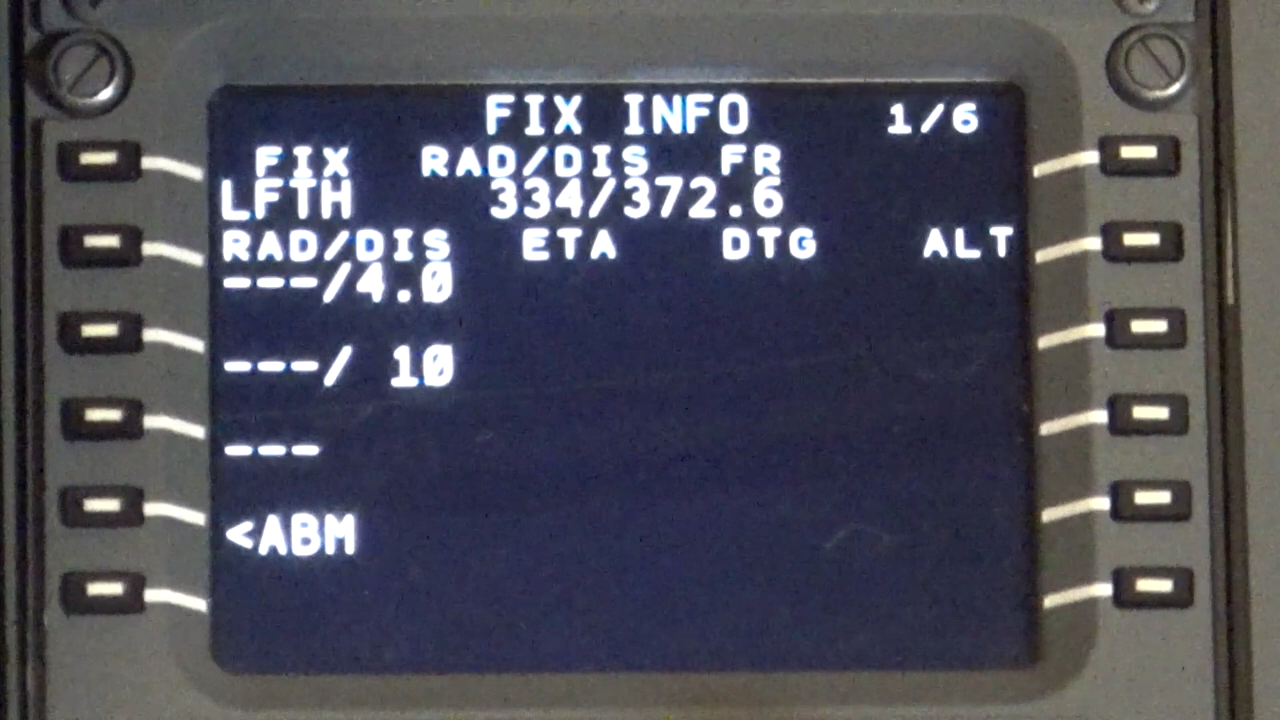 FIX INFO 1/6
FIX RAD/DIS FR
LFTH 334/372.6
RAD/DIS ETA DTG ALT
---/4.0
---/ 10
---
<ABM